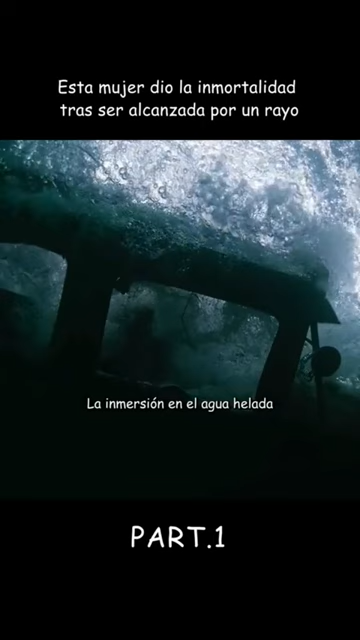 Esta mujer dio la inmortalidad
tras ser alcanzada por un rayo
La inmersión en el agua helada
PART.1